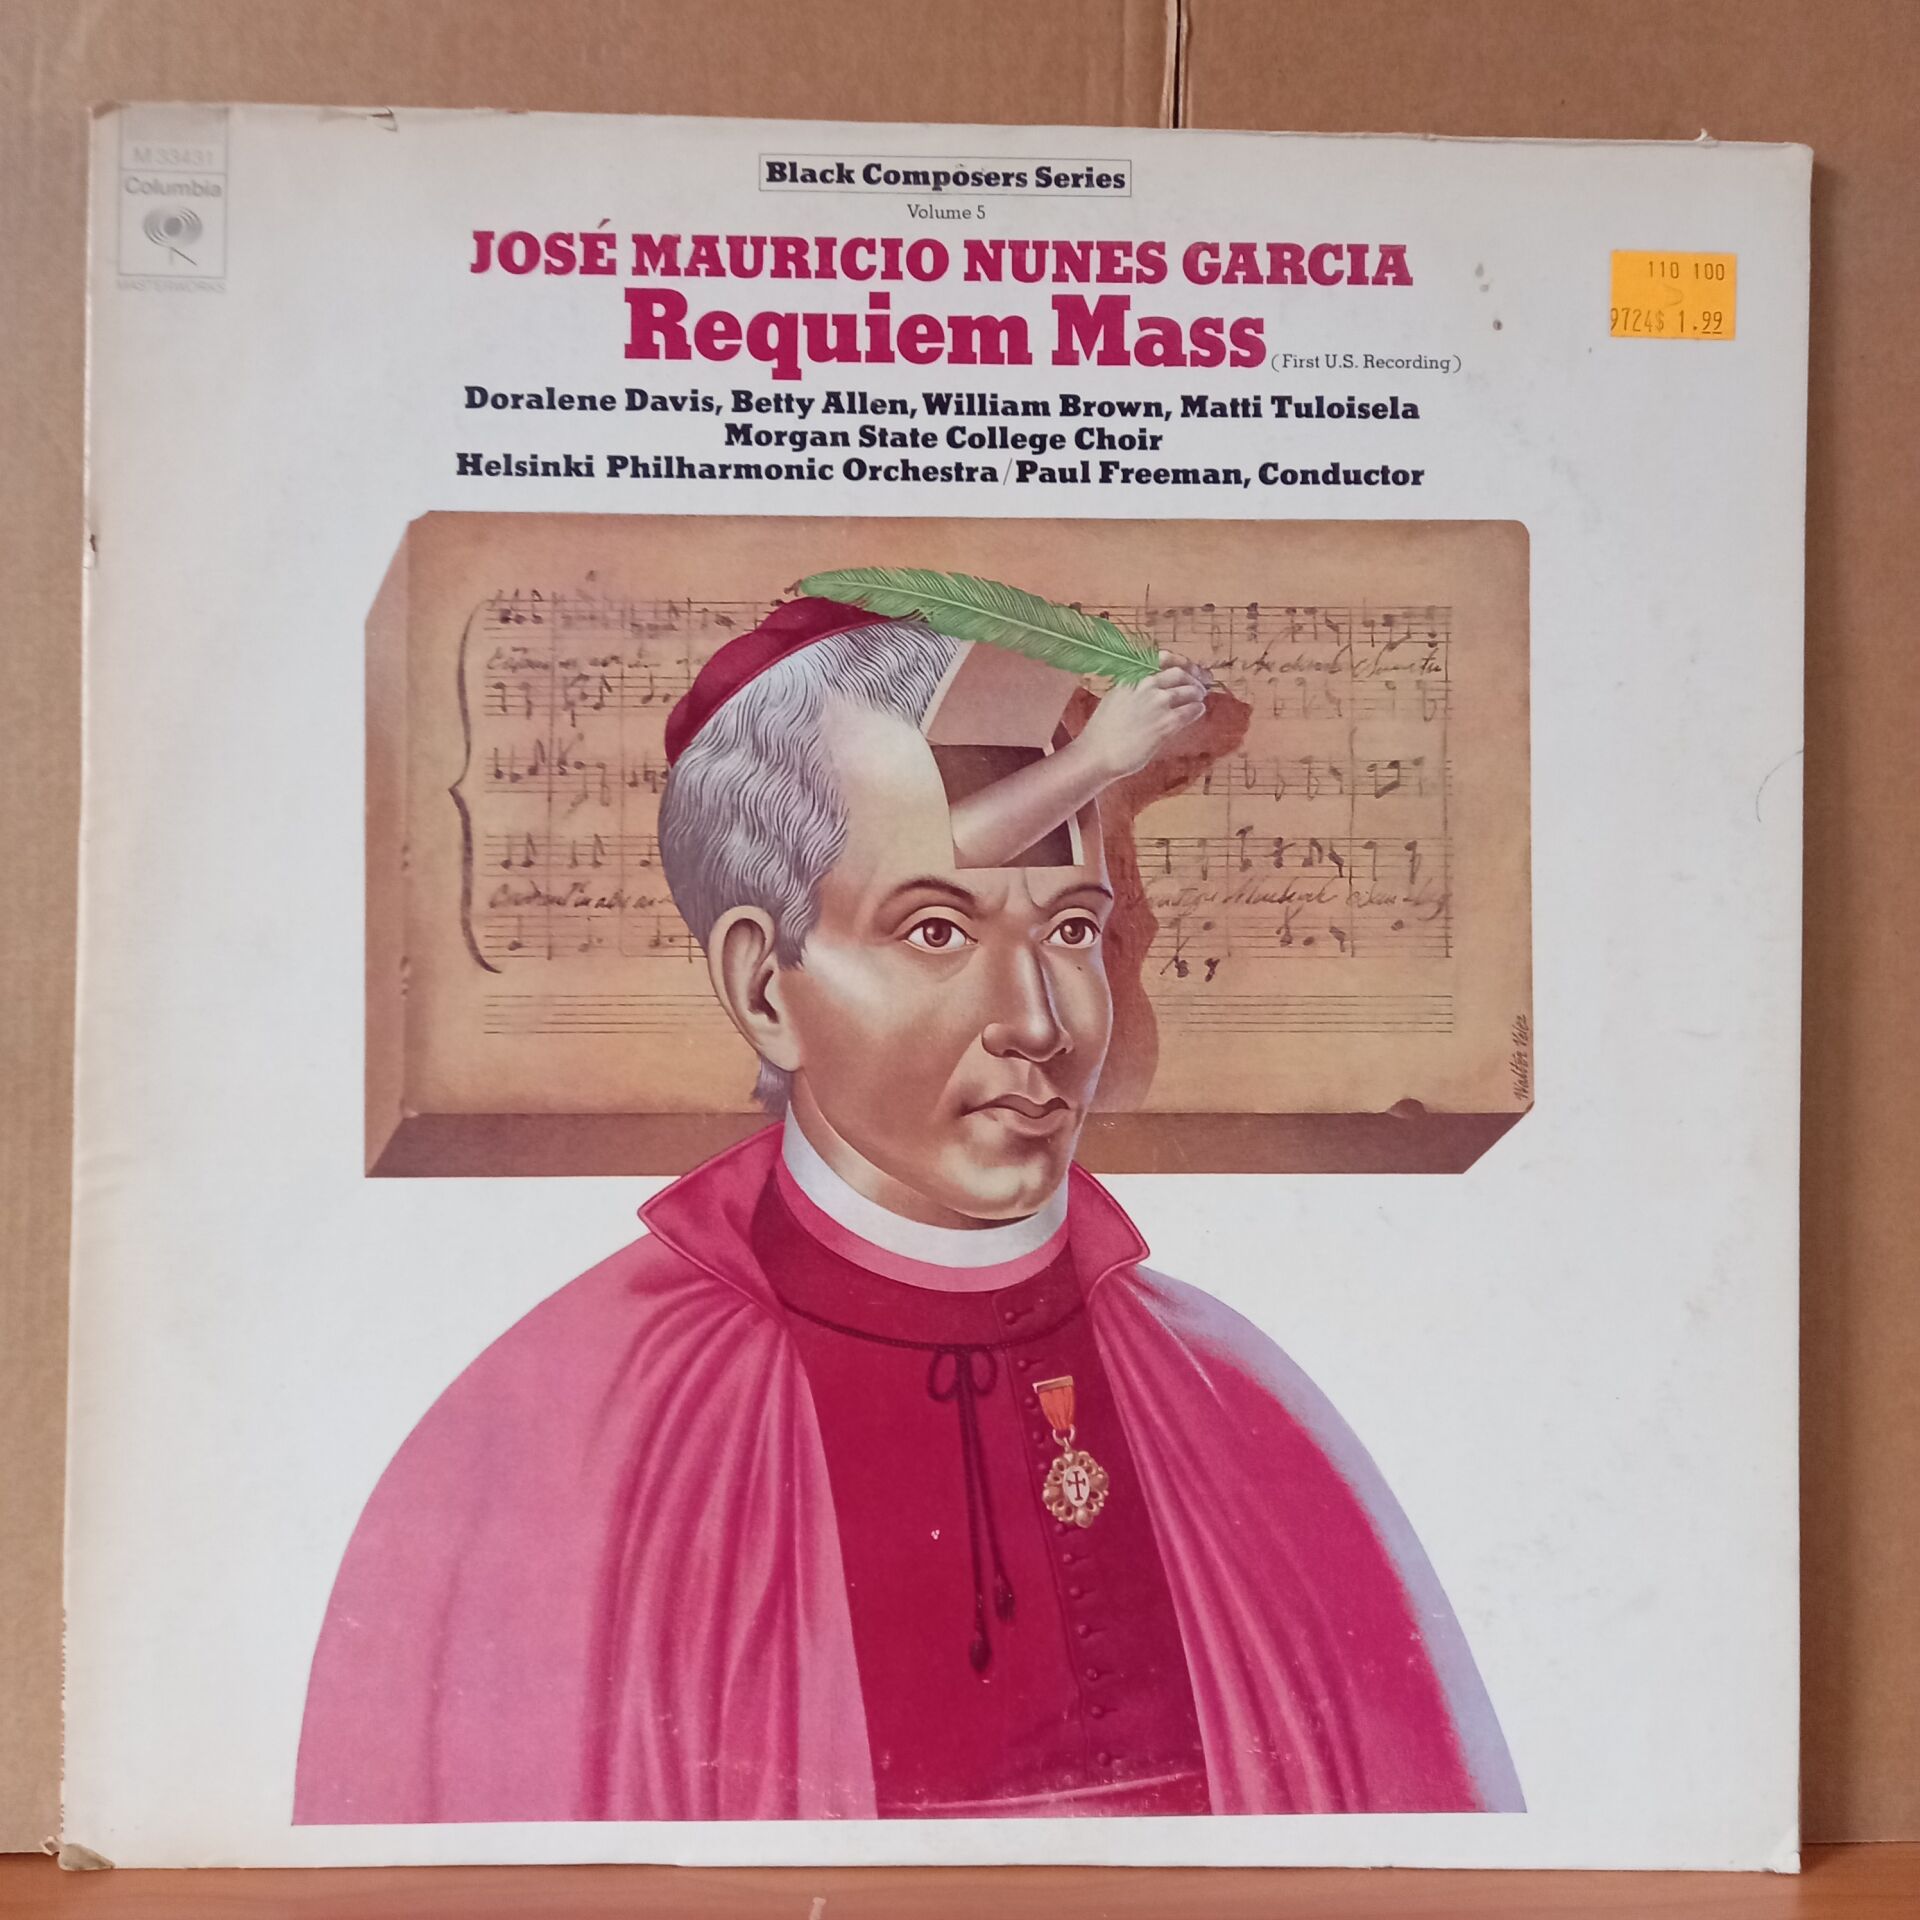 M 33431
Columbia
MASTERWORKS
Black Composers Series
Volume 5
JOSÉ MAURICIO NUNES GARCIA
Requiem Mass
(First U.S. Recording)
Doralene Davis, Betty Allen, William Brown, Matti Tuloisela
Morgan State College Choir
Helsinki Philharmonic Orchestra/Paul Freeman, Conductor
110 100
9724$ 1.99
Walter Velez